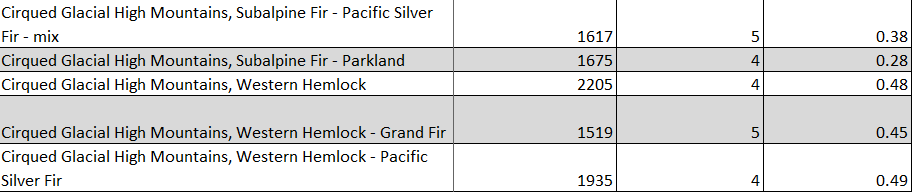 Cirqued Glacial High Mountains, Subalpine Fir - Pacific Silver
Fir - mix 1617 5 0.38
Cirqued Glacial High Mountains, Subalpine Fir - Parkland 1675 4 0.28
Cirqued Glacial High Mountains, Western Hemlock 2205 4 0.48
Cirqued Glacial High Mountains, Western Hemlock - Grand Fir 1519 5 0.45
Cirqued Glacial High Mountains, Western Hemlock - Pacific
Silver Fir 1935 4 0.49